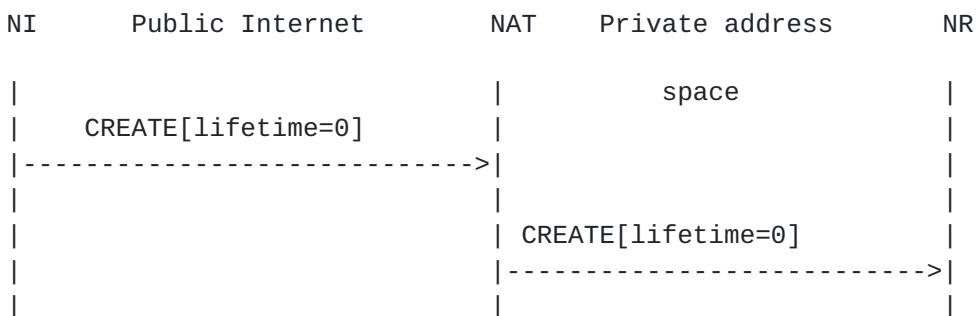 NI       Public Internet        NAT    Private address       NR

|                              |          space             |
|    CREATE[lifetime=0]        |                            |
|----------------------------->|                            |
|                              |                            |
|                              | CREATE[lifetime=0]         |
|                              |--------------------------->|
|                              |                            |